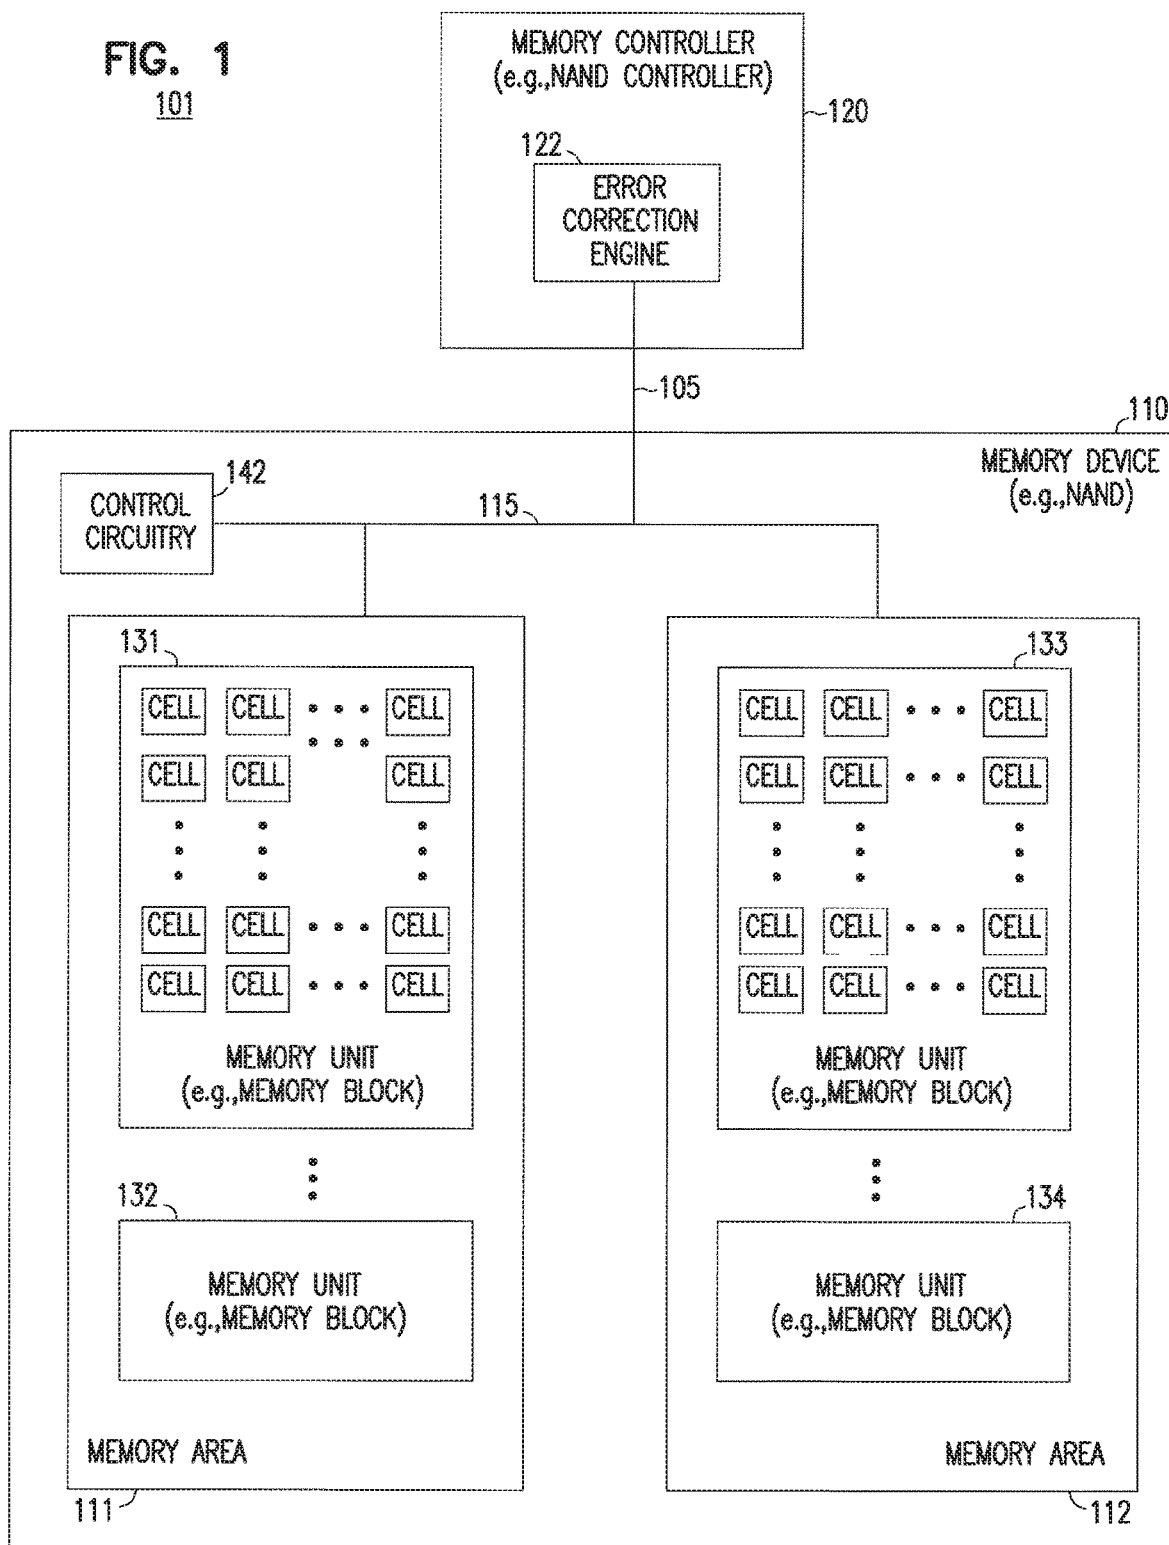 FIG. 1
101
MEMORY CONTROLLER
(e.g.,NAND CONTROLLER)
120
122
ERROR
CORRECTION
ENGINE
105
110
MEMORY DEVICE
(e.g.,NAND)
142
CONTROL
CIRCUITRY
115
131
CELL CELL CELL
CELL CELL CELL
CELL CELL CELL
CELL CELL CELL
MEMORY UNIT
(e.g.,MEMORY BLOCK)
132
MEMORY UNIT
(e.g.,MEMORY BLOCK)
MEMORY AREA
111
133
CELL CELL CELL
CELL CELL CELL
CELL CELL CELL
CELL CELL CELL
MEMORY UNIT
(e.g.,MEMORY BLOCK)
134
MEMORY UNIT
(e.g.,MEMORY BLOCK)
MEMORY AREA
112